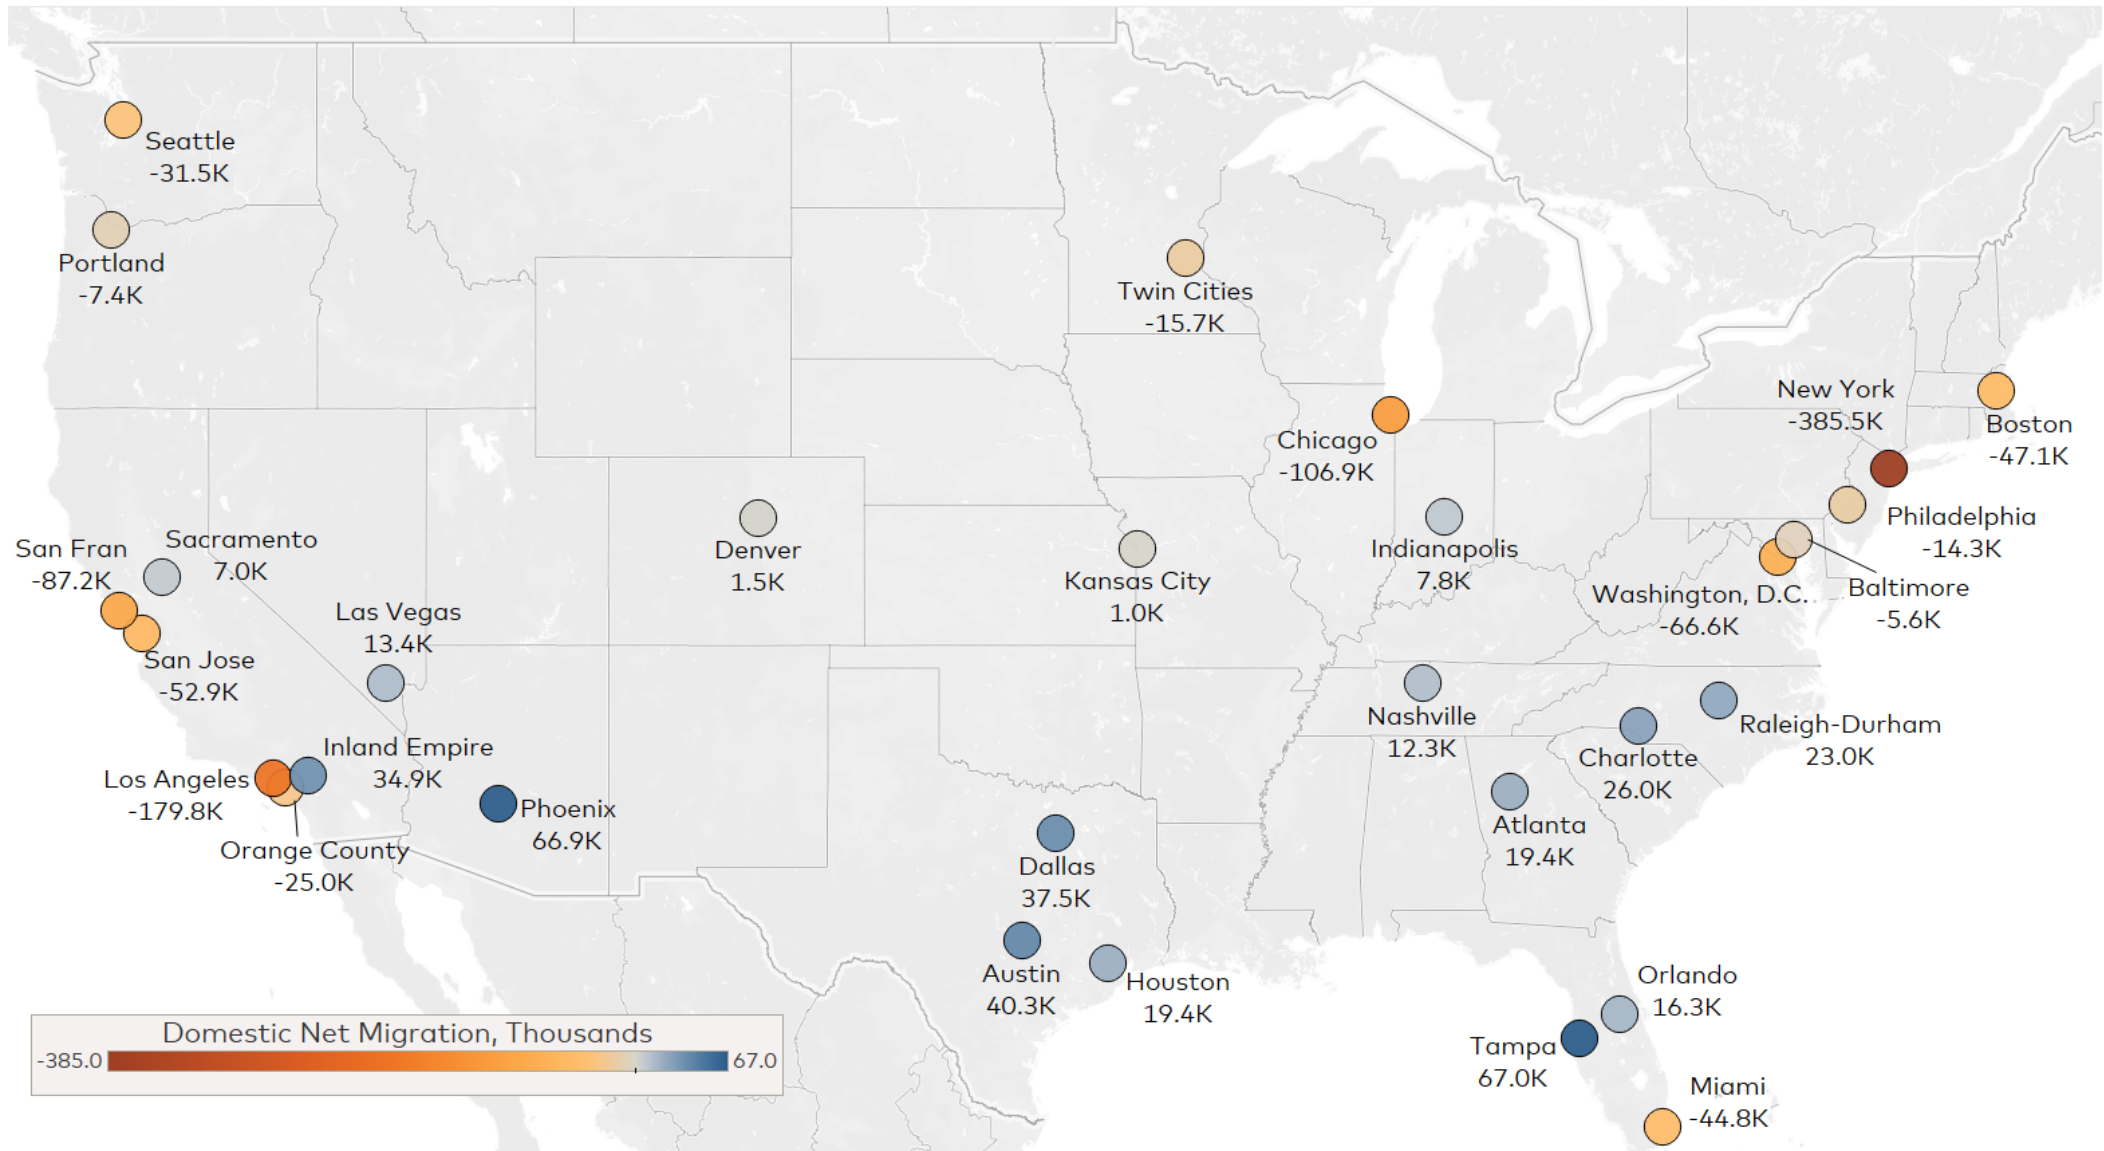 Seattle
-31.5K
Portland
-7.4K
Twin Cities
-15.7K
New York
-385.5K
Boston
-47.1K
Chicago
-106.9K
Philadelphia
-14.3K
San Fran
-87.2K
Sacramento
7.0K
Denver
1.5K
Kansas City
1.0K
Indianapolis
7.8K
Washington, D.C.
-66.6K
Baltimore
-5.6K
Las Vegas
13.4K
San Jose
-52.9K
Nashville
12.3K
Raleigh-Durham
23.0K
Charlotte
26.0K
Inland Empire
34.9K
Los Angeles
-179.8K
Phoenix
66.9K
Atlanta
19.4K
Orange County
-25.0K
Dallas
37.5K
Austin
40.3K
Houston
19.4K
Orlando
16.3K
Tampa
67.0K
Miami
-44.8K
Domestic Net Migration, Thousands
-385.0 67.0